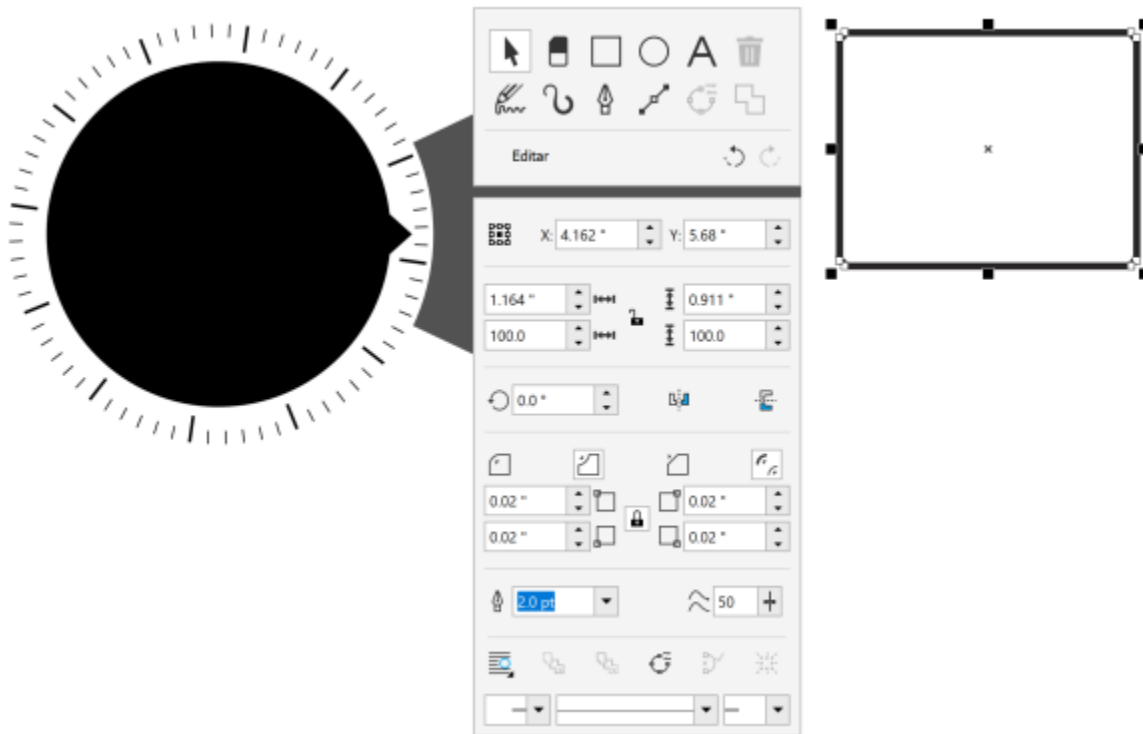 A
Editar
X: 4.162 " Y: 5.68 "
1.164 " 0.911 "
100.0 100.0
0.0 °
0.02 " 0.02 "
0.02 " 0.02 "
2.0 pt 50